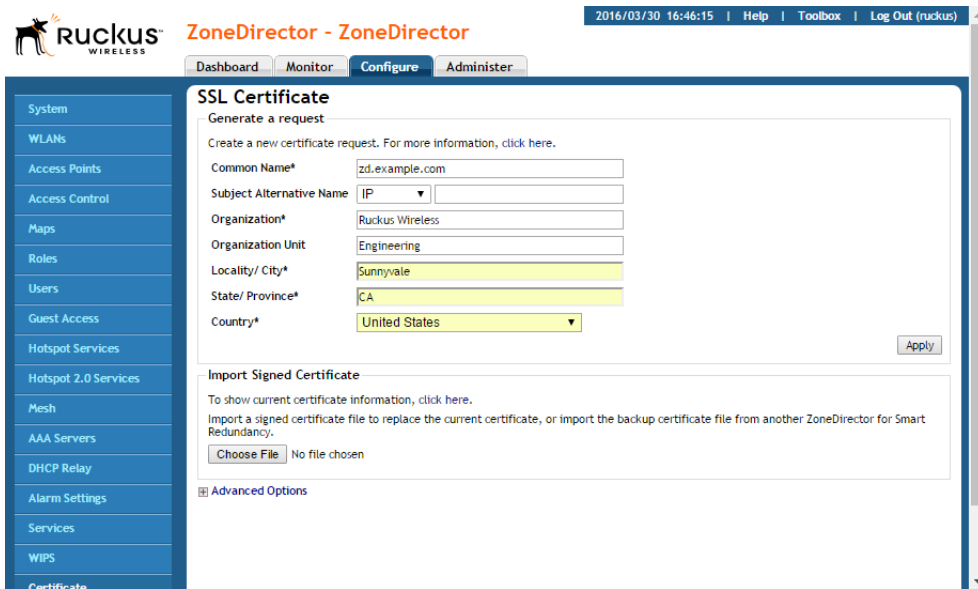 2016/03/30 16:46:15 | Help | Toolbox | Log Out (ruckus)
RUCKUS
WIRELESS
ZoneDirector - ZoneDirector
Dashboard Monitor Configure Administer
System
WLANs
Access Points
Access Control
Maps
Roles
Users
Guest Access
Hotspot Services
Hotspot 2.0 Services
Mesh
AAA Servers
DHCP Relay
Alarm Settings
Services
WIPS
Certificate
SSL Certificate
Generate a request
Create a new certificate request. For more information, click here.
Common Name* zd.example.com
Subject Alternative Name IP
Organization* Ruckus Wireless
Organization Unit Engineering
Locality/ City* Sunnyvale
State/ Province* CA
Country* United States
Apply
Import Signed Certificate
To show current certificate information, click here.
Import a signed certificate file to replace the current certificate, or import the backup certificate file from another ZoneDirector for Smart
Redundancy.
Choose File No file chosen
Advanced Options